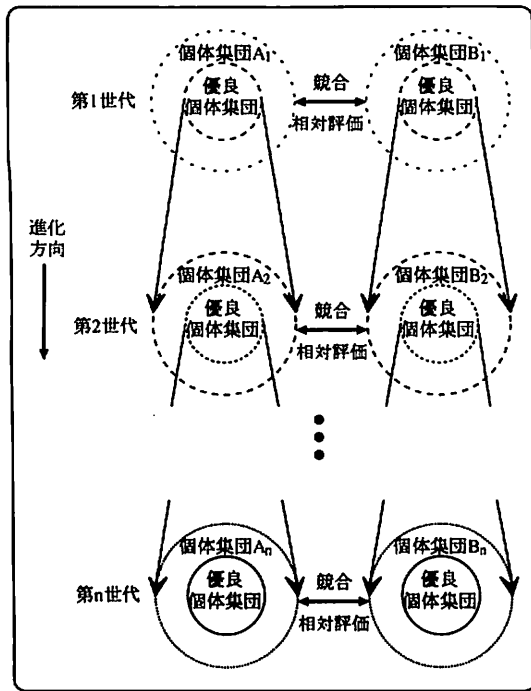 個体集団A1
個体集団B1
優良
個体集団
競合
優良
個体集団
第1世代
相対評価
進化
方向
個体集団A2
個体集団B2
優良
個体集団
競合
優良
個体集団
第2世代
相対評価
個体集団An
個体集団Bn
優良
個体集団
競合
優良
個体集団
第n世代
相対評価